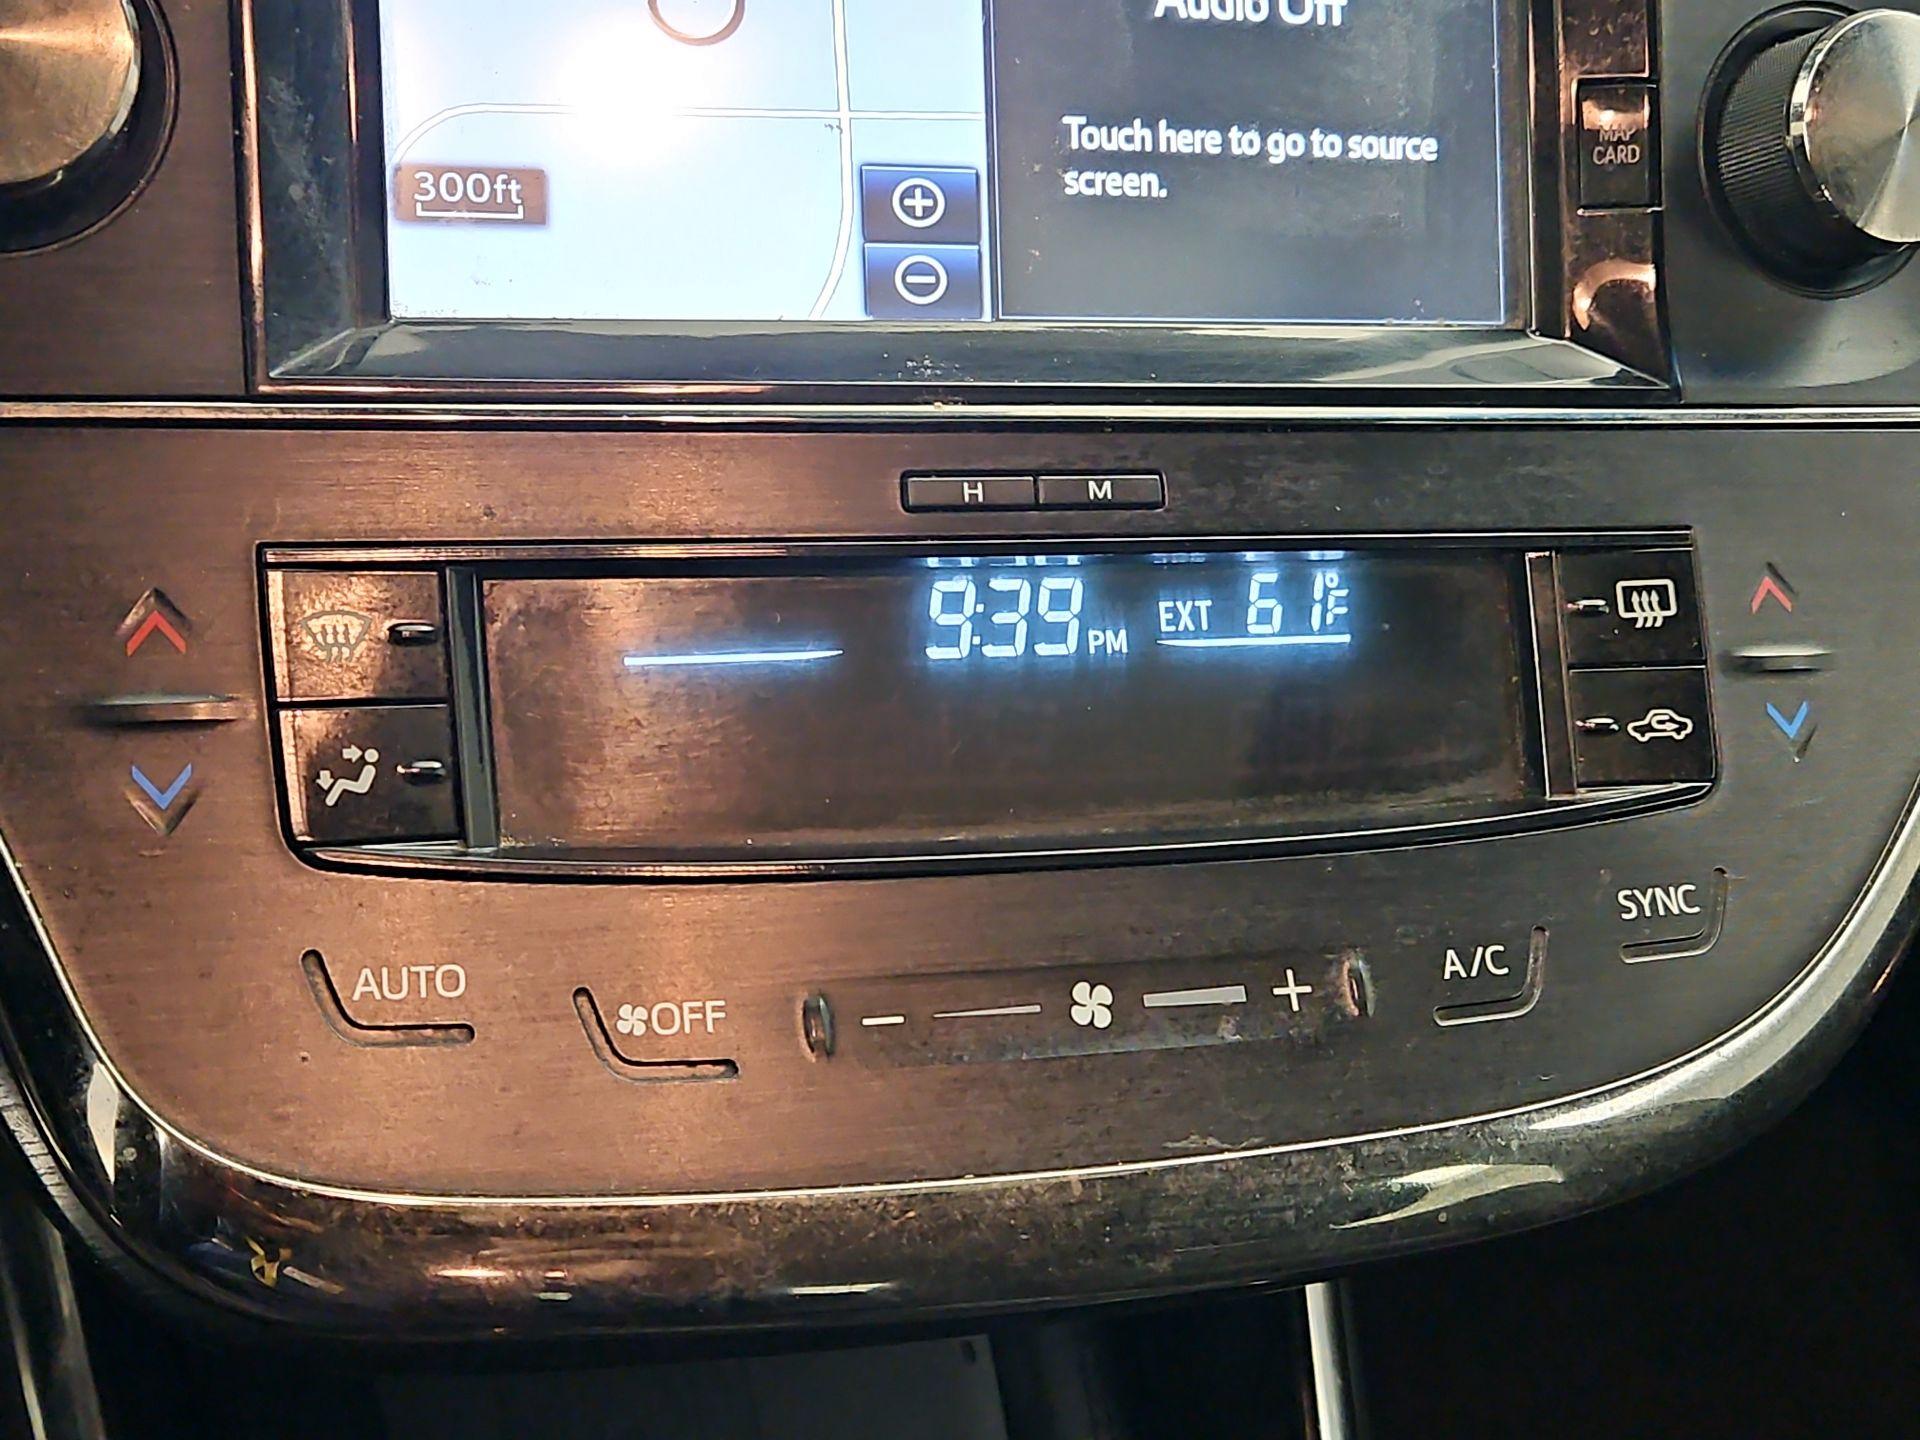 Audio Off
Touch here to go to source
screen.
MAP
CARD
300ft
H M
9:39 PM EXT 61°F
AUTO
OFF
A/C
SYNC